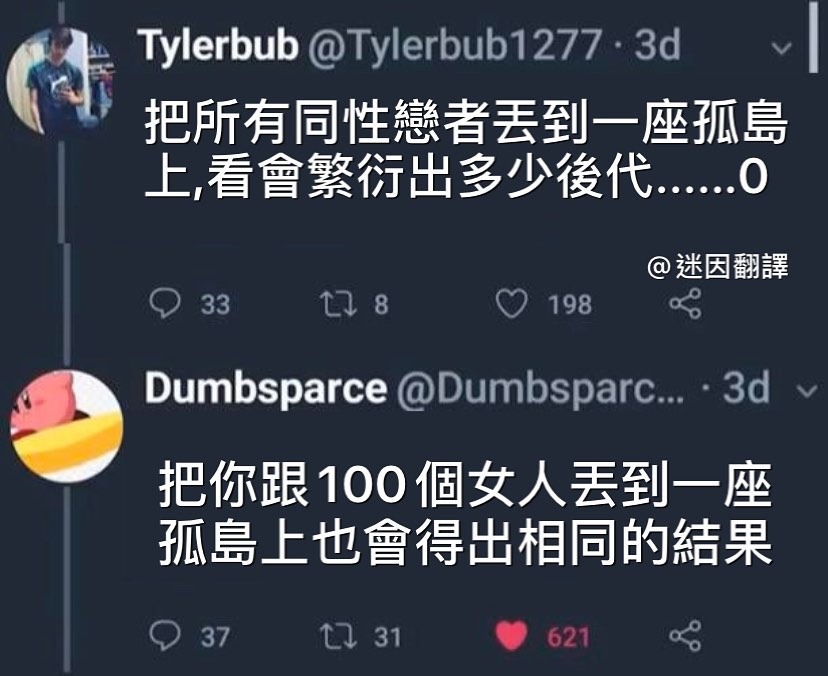 Tylerbub @Tylerbub1277 · 3d
把所有同性戀者丟到一座孤島
上,看會繁衍出多少後代......0
@迷因翻譯
33 8 198
Dumbsparce @Dumbsparc... · 3d
把你跟100個女人丟到一座
孤島上也會得出相同的結果
37 31 621